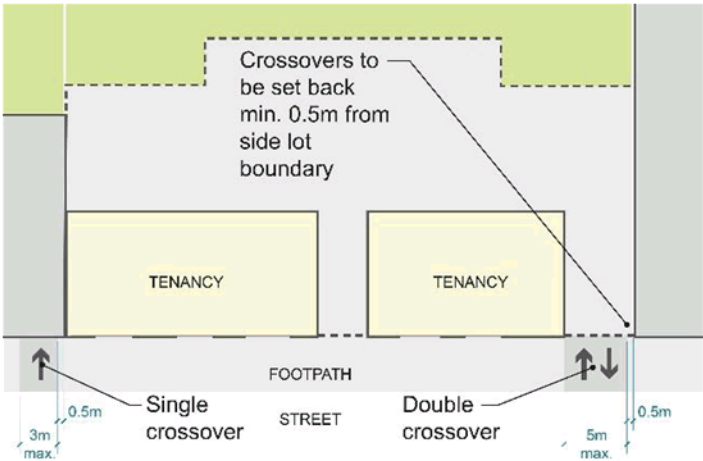 Crossovers to
be set back
min. 0.5m from
side lot
boundary
TENANCY
TENANCY
FOOTPATH
0.5m
Single
crossover
STREET
Double
crossover
0.5m
3m
max.
5m
max.